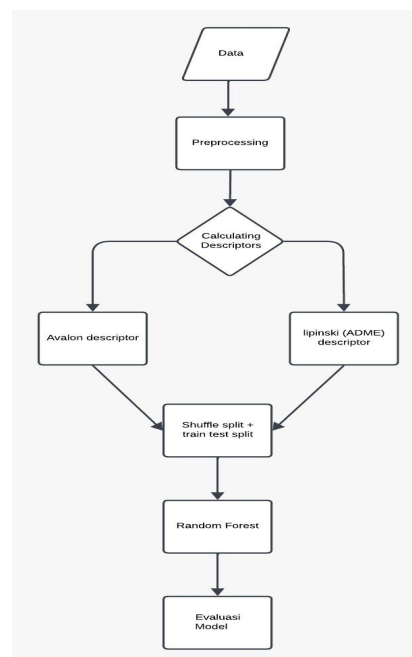 Data
Preprocessing
Calculating
Descriptors
Avalon descriptor
lipinski (ADME)
descriptor
Shuffle split +
train test split
Random Forest
Evaluasi
Model